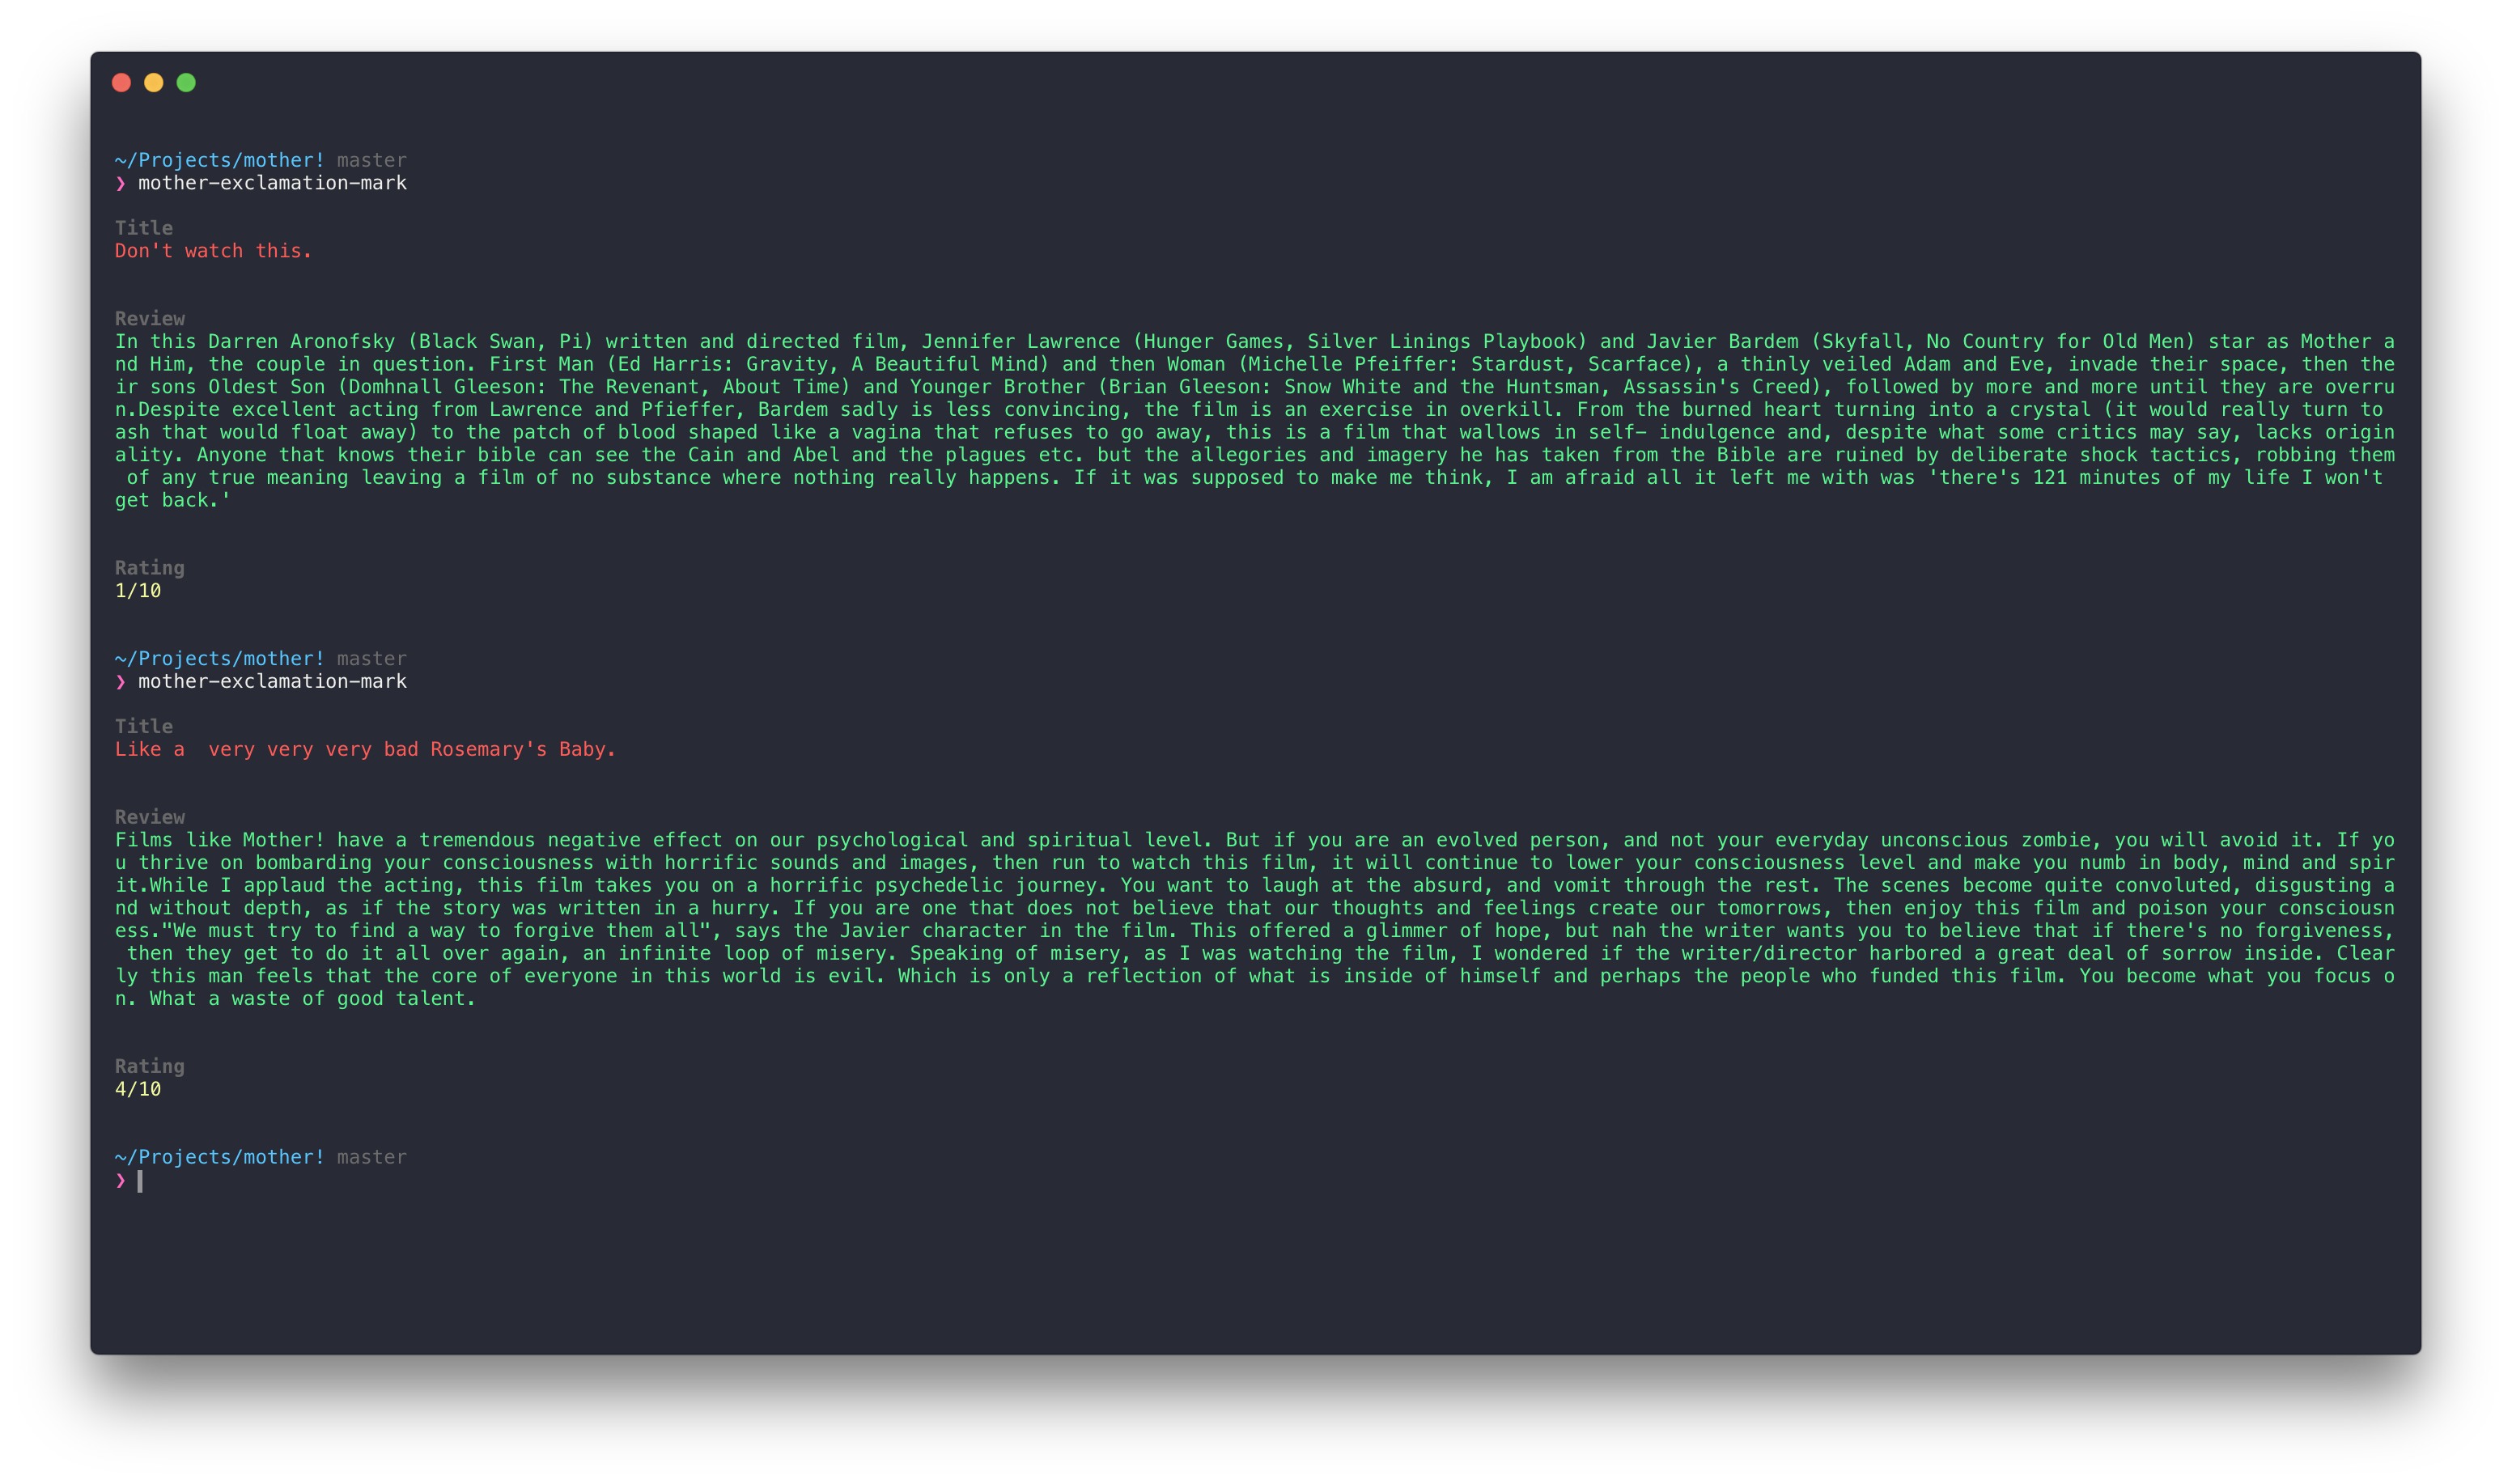 ~/Projects/mother! master
❯ mother-exclamation-mark
Title
Don't watch this.
Review
In this Darren Aronofsky (Black Swan, Pi) written and directed film, Jennifer Lawrence (Hunger Games, Silver Linings Playbook) and Javier Bardem (Skyfall, No Country for Old Men) star as Mother a
nd Him, the couple in question. First Man (Ed Harris: Gravity, A Beautiful Mind) and then Woman (Michelle Pfeiffer: Stardust, Scarface), a thinly veiled Adam and Eve, invade their space, then the
ir sons Oldest Son (Domhnall Gleeson: The Revenant, About Time) and Younger Brother (Brian Gleeson: Snow White and the Huntsman, Assassin's Creed), followed by more and more until they are overru
n.Despite excellent acting from Lawrence and Pfieffer, Bardem sadly is less convincing, the film is an exercise in overkill. From the burned heart turning into a crystal (it would really turn to
ash that would float away) to the patch of blood shaped like a vagina that refuses to go away, this is a film that wallows in self- indulgence and, despite what some critics may say, lacks origin
ality. Anyone that knows their bible can see the Cain and Abel and the plagues etc. but the allegories and imagery he has taken from the Bible are ruined by deliberate shock tactics, robbing them
 of any true meaning leaving a film of no substance where nothing really happens. If it was supposed to make me think, I am afraid all it left me with was 'there's 121 minutes of my life I won't
get back.'
Rating
1/10
~/Projects/mother! master
❯ mother-exclamation-mark
Title
Like a  very very very bad Rosemary's Baby.
Review
Films like Mother! have a tremendous negative effect on our psychological and spiritual level. But if you are an evolved person, and not your everyday unconscious zombie, you will avoid it. If yo
u thrive on bombarding your consciousness with horrific sounds and images, then run to watch this film, it will continue to lower your consciousness level and make you numb in body, mind and spir
it.While I applaud the acting, this film takes you on a horrific psychedelic journey. You want to laugh at the absurd, and vomit through the rest. The scenes become quite convoluted, disgusting a
nd without depth, as if the story was written in a hurry. If you are one that does not believe that our thoughts and feelings create our tomorrows, then enjoy this film and poison your consciousn
ess."We must try to find a way to forgive them all", says the Javier character in the film. This offered a glimmer of hope, but nah the writer wants you to believe that if there's no forgiveness,
 then they get to do it all over again, an infinite loop of misery. Speaking of misery, as I was watching the film, I wondered if the writer/director harbored a great deal of sorrow inside. Clear
ly this man feels that the core of everyone in this world is evil. Which is only a reflection of what is inside of himself and perhaps the people who funded this film. You become what you focus o
n. What a waste of good talent.
Rating
4/10
~/Projects/mother! master
❯